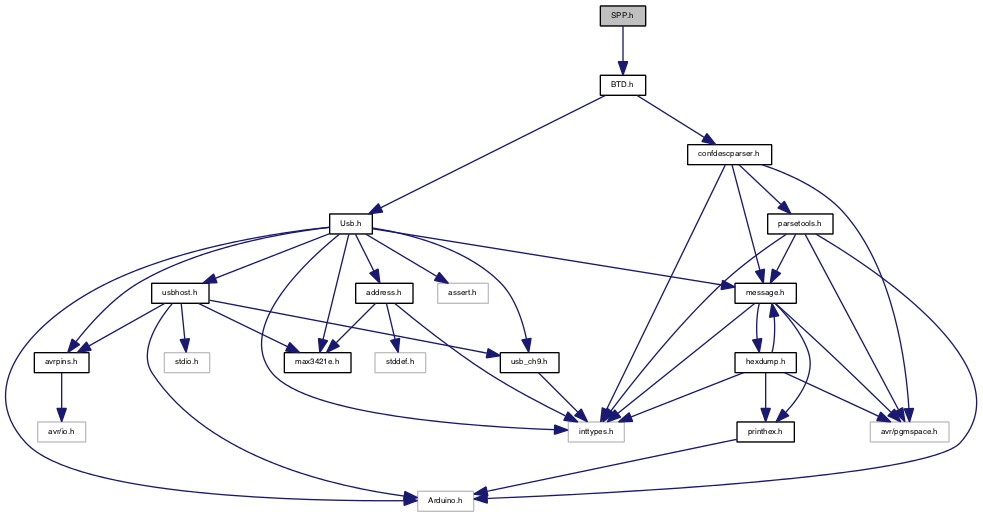 SPP.h
BTD.h
confdescparser.h
Usb.h
parsetools.h
usbhost.h
address.h
assert.h
message.h
avrpins.h
stdio.h
max3421e.h
stddef.h
usb_ch9.h
hexdump.h
avr/io.h
inttypes.h
printhex.h
avr/pgmspace.h
Arduino.h